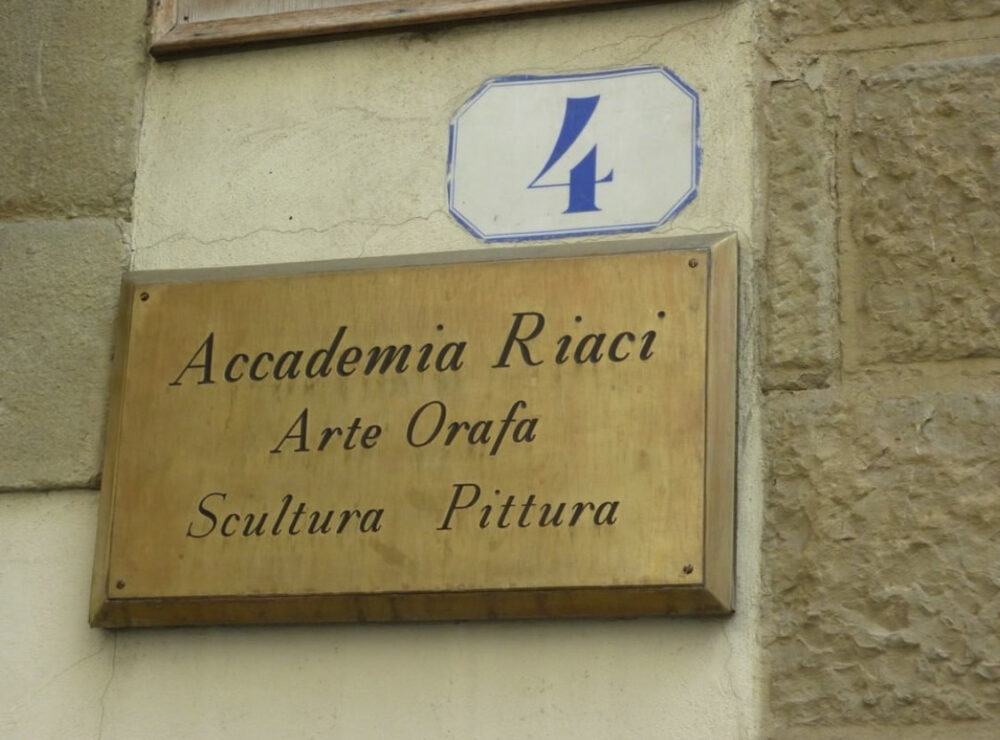 4
Accademia Riaci
Arte Orafa
Scultura Pittura